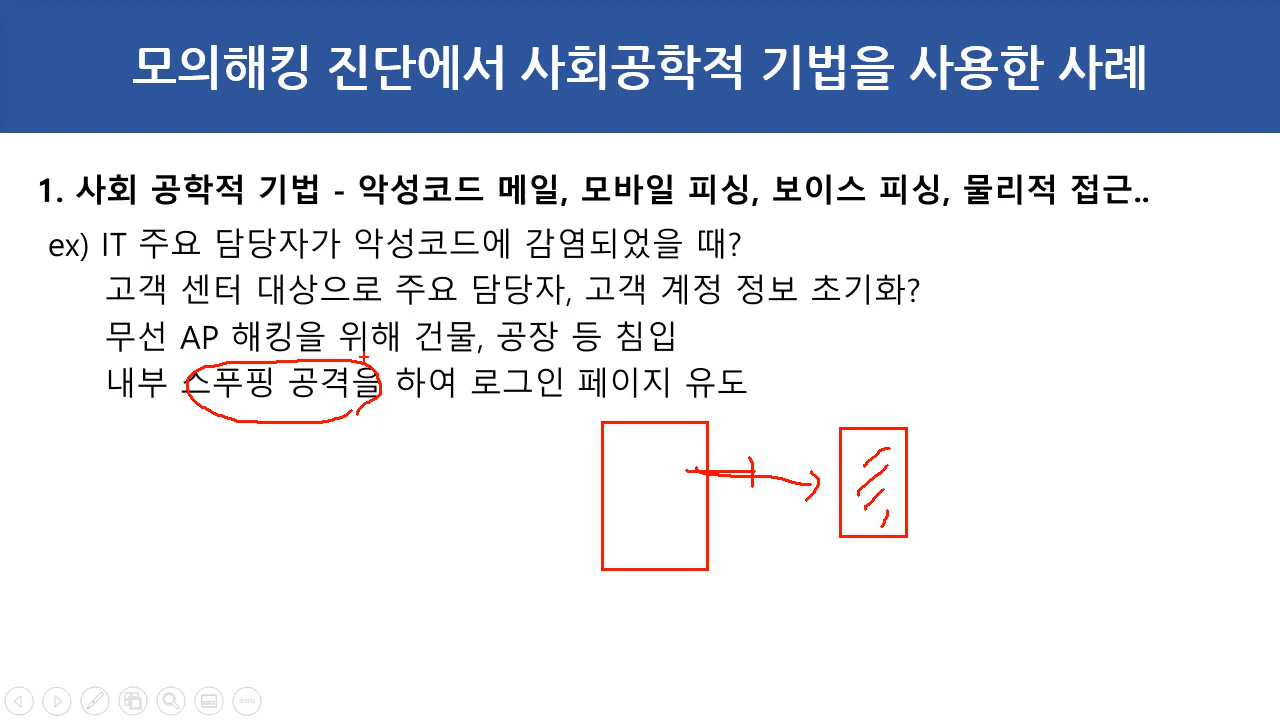 모의해킹 진단에서 사회공학적 기법을 사용한 사례
1. 사회 공학적 기법 - 악성코드 메일, 모바일 피싱, 보이스 피싱, 물리적 접근..
ex) IT 주요 담당자가 악성코드에 감염되었을 때?
고객 센터 대상으로 주요 담당자, 고객 계정 정보 초기화?
무선 AP 해킹을 위해 건물, 공장 등 침입
내부 스푸핑 공격을 하여 로그인 페이지 유도